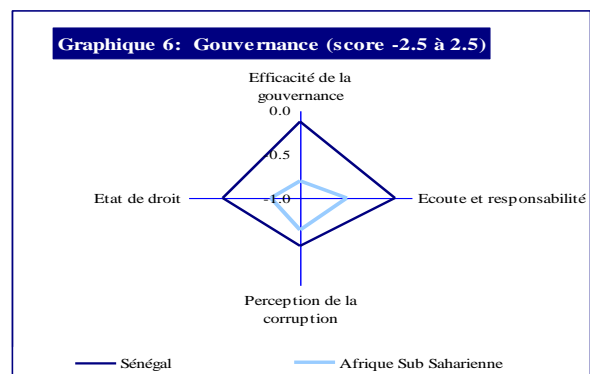 Graphique 6: Gouvernance (score -2.5 à 2.5)
Efficacité de la
gouvernance
0.0
-0.5
Etat de droit
-1.0
Ecoute et responsabilité
Perception de la
corruption
Sénégal
Afrique Sub Saharienne